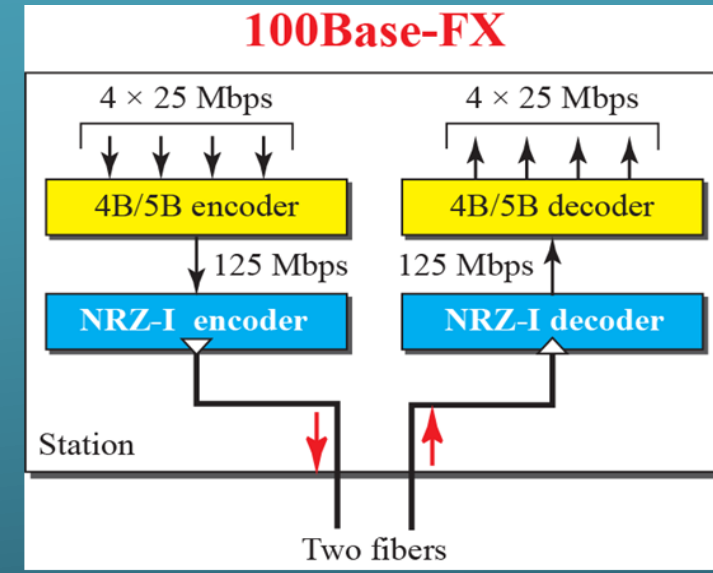 100Base-FX
4 × 25 Mbps 4 × 25 Mbps
4B/5B encoder 4B/5B decoder
125 Mbps 125 Mbps
NRZ-I encoder NRZ-I decoder
Station
Two fibers